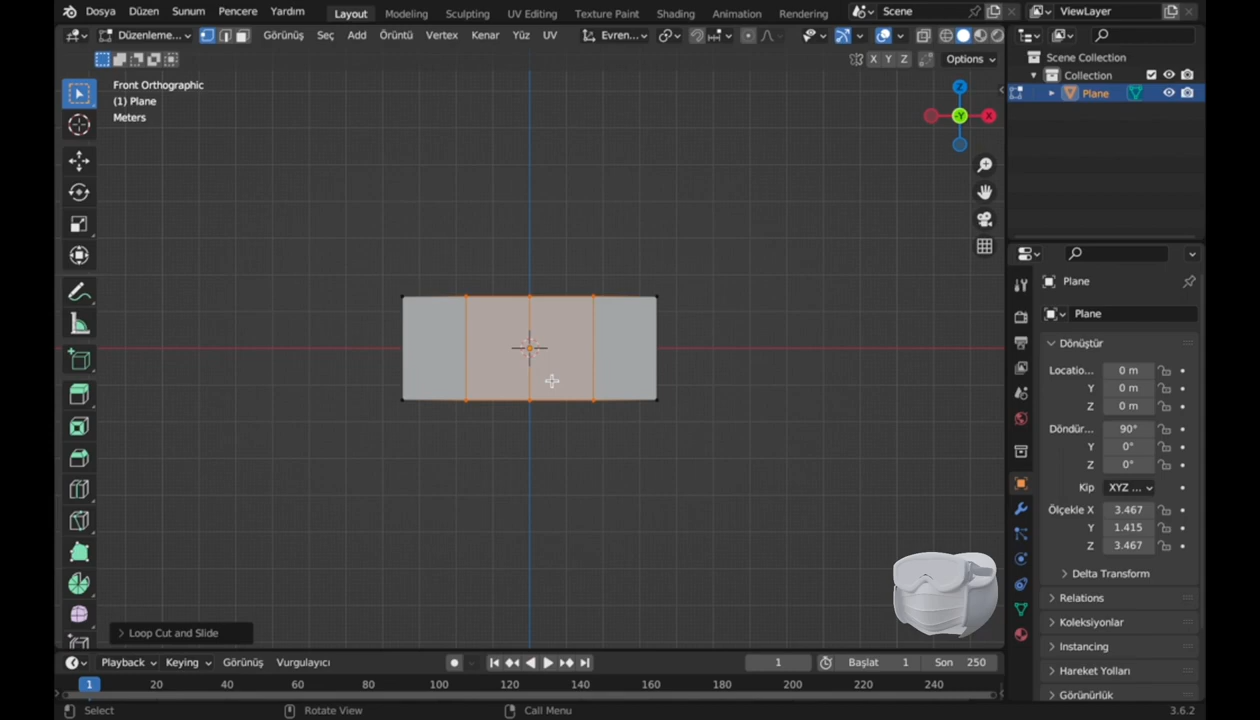 Dosya Düzen Sunum Pencere Yardım Layout Modeling Sculpting UV Editing Texture Paint Shading Animation Rendering Scene ViewLayer
Düzenleme... Görünüş Seç Add Örüntü Vertex Kenar Yüz UV Evren...
X Y Z Options
Scene Collection
Collection
Plane
Front Orthographic
(1) Plane
Meters
Z
-Y
X
Plane
Plane
Dönüştür
Locatio... 0 m
Y 0 m
Z 0 m
Döndür... 90°
Y 0°
Z 0°
Kip XYZ ...
Ölçekle X 3.467
Y 1.415
Z 3.467
Delta Transform
Relations
Koleksiyonlar
Instancing
Hareket Yolları
Görünürlük
Loop Cut and Slide
Playback Keying Görünüş Vurgulayıcı 1 Başlat 1 Son 250
1 20 40 60 80 100 120 140 160 180 200 220 240
Select Rotate View Call Menu 3.6.2